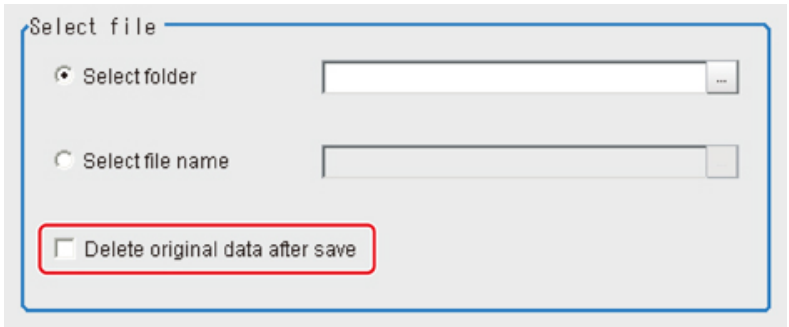 Select file
Select folder
...
Select file name
Delete original data after save